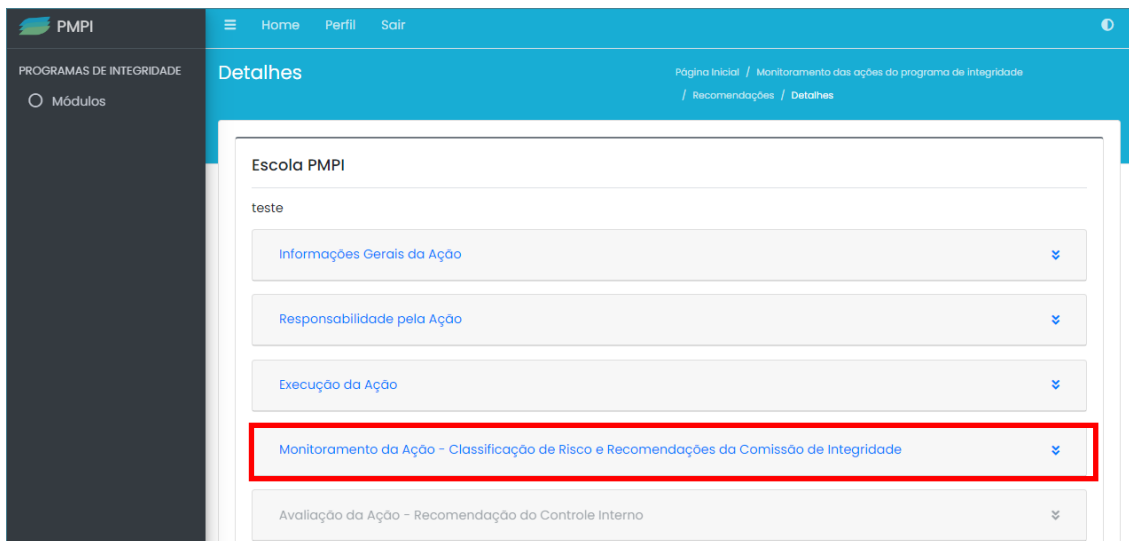 PMPI
Home Perfil Sair
PROGRAMAS DE INTEGRIDADE
Módulos
Detalhes
Página Inicial / Monitoramento das ações do programa de integridade
/ Recomendações / Detalhes
Escola PMPI
teste
Informações Gerais da Ação
Responsabilidade pela Ação
Execução da Ação
Monitoramento da Ação - Classificação de Risco e Recomendações da Comissão de Integridade
Avaliação da Ação - Recomendação do Controle Interno